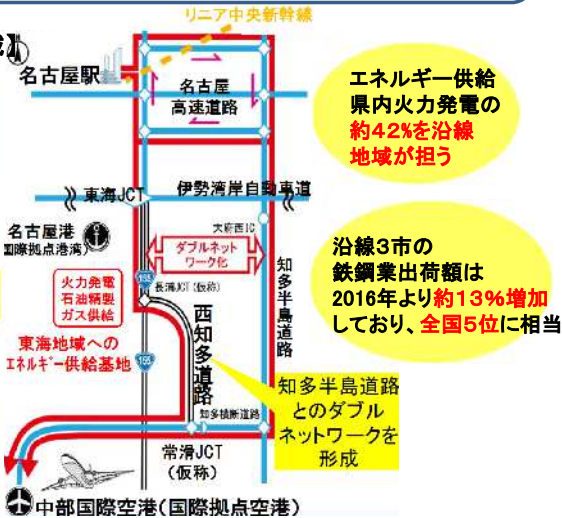 リニア中央新幹線
名古屋駅
名古屋
高速道路
エネルギー供給
県内火力発電の
約42%を沿線
地域が担う
東海JCT
伊勢湾岸自動車道
名古屋港
国際拠点港湾)
大府西IC
ダブルネット
ワーク化
沿線3市の
鉄鋼業出荷額は
2016年より約13%増加
しており、全国5位に相当
火力発電
石油精製
ガス供給
155
長浦JCT(仮称)
知多半島道路
西知多道路
東海地域への
エネルギー供給基地
155
知多半島道路
とのダブル
ネットワークを
形成
知多横断道路
常滑JCT
(仮称)
中部国際空港(国際拠点空港)